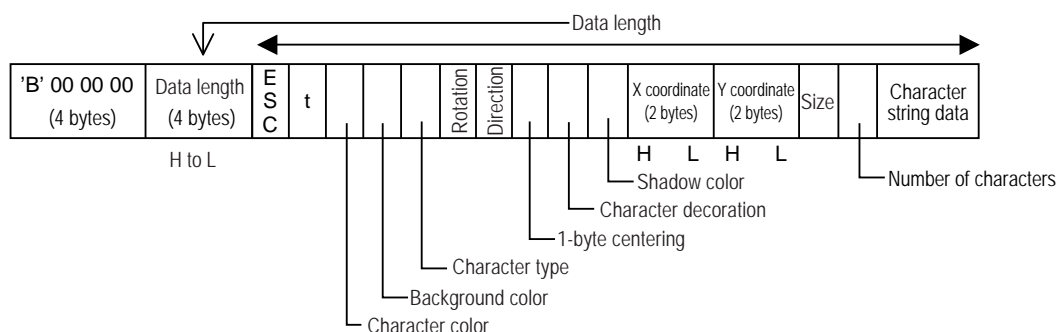 Data length
'B' 00 00 00
(4 bytes)
Data length
(4 bytes)
ESC
t
Rotation
Direction
X coordinate
(2 bytes)
Y coordinate
(2 bytes)
Size
Character
string data
H to L
H L H L
Shadow color
Number of characters
Character decoration
1-byte centering
Character type
Background color
Character color